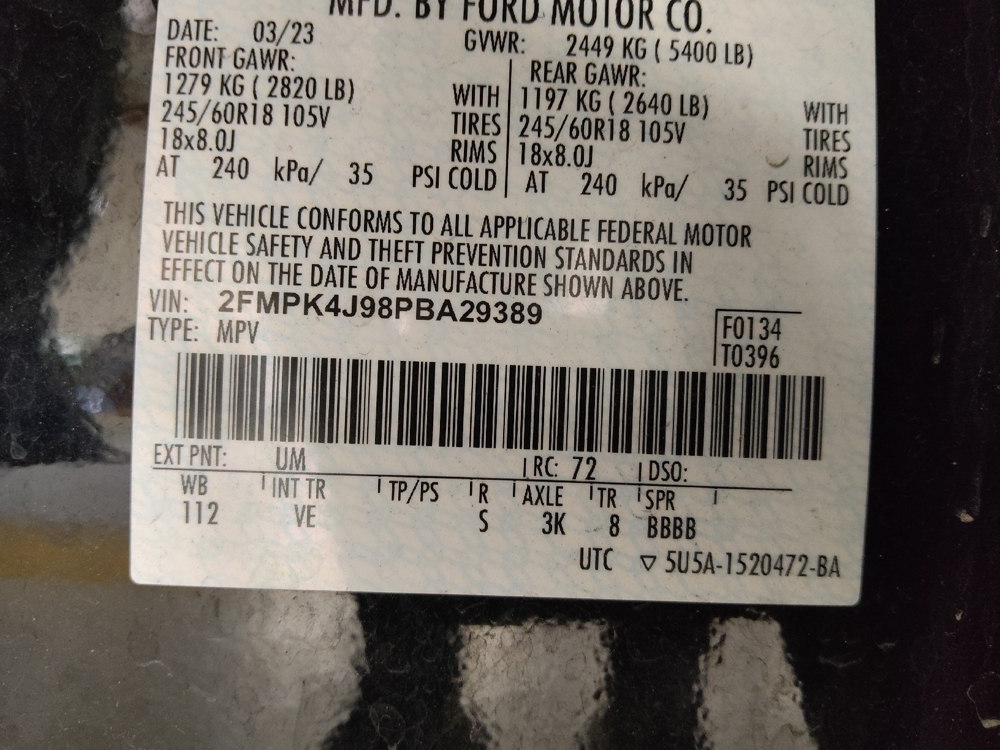 MFD. BY FORD MOTOR CO.
DATE: 03/23 GVWR: 2449 KG ( 5400 LB)
FRONT GAWR: REAR GAWR:
1279 KG ( 2820 LB) WITH 1197 KG ( 2640 LB) WITH
245/60R18 105V TIRES 245/60R18 105V TIRES
18x8.0J RIMS 18x8.0J RIMS
AT 240 kPa/ 35 PSI COLD AT 240 kPa/ 35 PSI COLD
THIS VEHICLE CONFORMS TO ALL APPLICABLE FEDERAL MOTOR
VEHICLE SAFETY AND THEFT PREVENTION STANDARDS IN
EFFECT ON THE DATE OF MANUFACTURE SHOWN ABOVE.
VIN: 2FMPK4J98PBA29389
TYPE: MPV
F0134
T0396
EXT PNT: UM RC: 72 DSO:
WB INT TR TP/PS R AXLE TR SPR
112 VE S 3K 8 BBBB
UTC ▽ 5U5A-1520472-BA